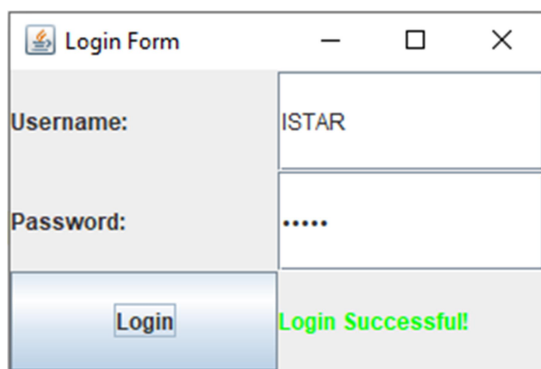 Login Form
Username: ISTAR
Password: •••••
Login Login Successful!